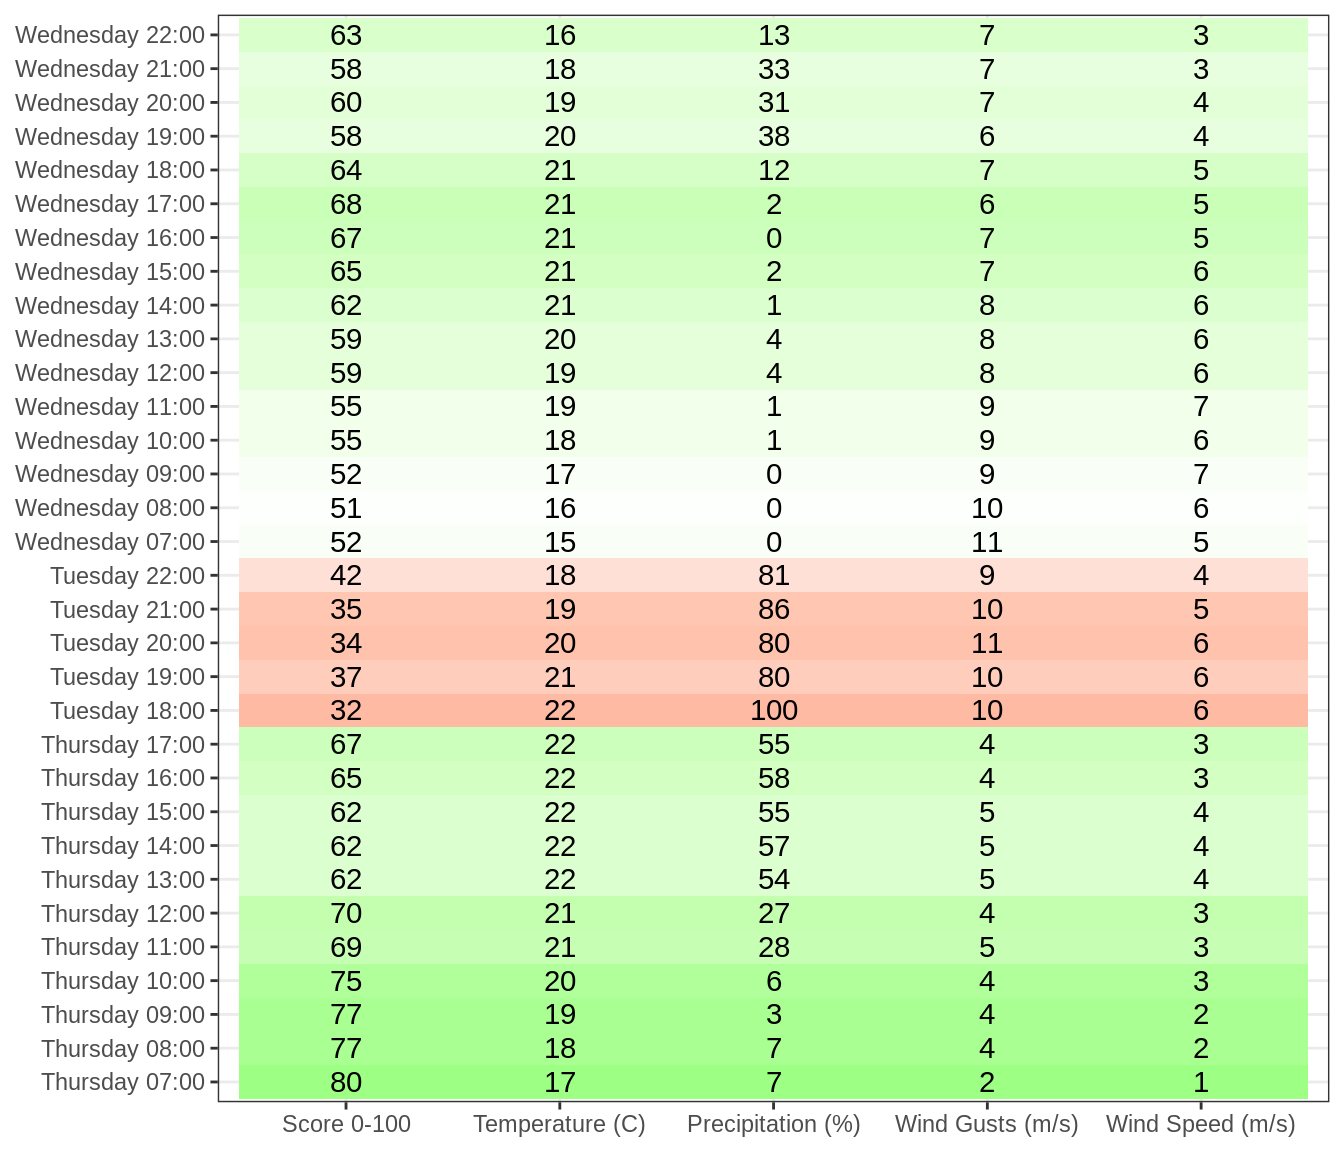 Wednesday 22:00 63 16 13 7 3
Wednesday 21:00 58 18 33 7 3
Wednesday 20:00 60 19 31 7 4
Wednesday 19:00 58 20 38 6 4
Wednesday 18:00 64 21 12 7 5
Wednesday 17:00 68 21 2 6 5
Wednesday 16:00 67 21 0 7 5
Wednesday 15:00 65 21 2 7 6
Wednesday 14:00 62 21 1 8 6
Wednesday 13:00 59 20 4 8 6
Wednesday 12:00 59 19 4 8 6
Wednesday 11:00 55 19 1 9 7
Wednesday 10:00 55 18 1 9 6
Wednesday 09:00 52 17 0 9 7
Wednesday 08:00 51 16 0 10 6
Wednesday 07:00 52 15 0 11 5
Tuesday 22:00 42 18 81 9 4
Tuesday 21:00 35 19 86 10 5
Tuesday 20:00 34 20 80 11 6
Tuesday 19:00 37 21 80 10 6
Tuesday 18:00 32 22 100 10 6
Thursday 17:00 67 22 55 4 3
Thursday 16:00 65 22 58 4 3
Thursday 15:00 62 22 55 5 4
Thursday 14:00 62 22 57 5 4
Thursday 13:00 62 22 54 5 4
Thursday 12:00 70 21 27 4 3
Thursday 11:00 69 21 28 5 3
Thursday 10:00 75 20 6 4 3
Thursday 09:00 77 19 3 4 2
Thursday 08:00 77 18 7 4 2
Thursday 07:00 80 17 7 2 1
Score 0-100 Temperature (C) Precipitation (%) Wind Gusts (m/s) Wind Speed (m/s)